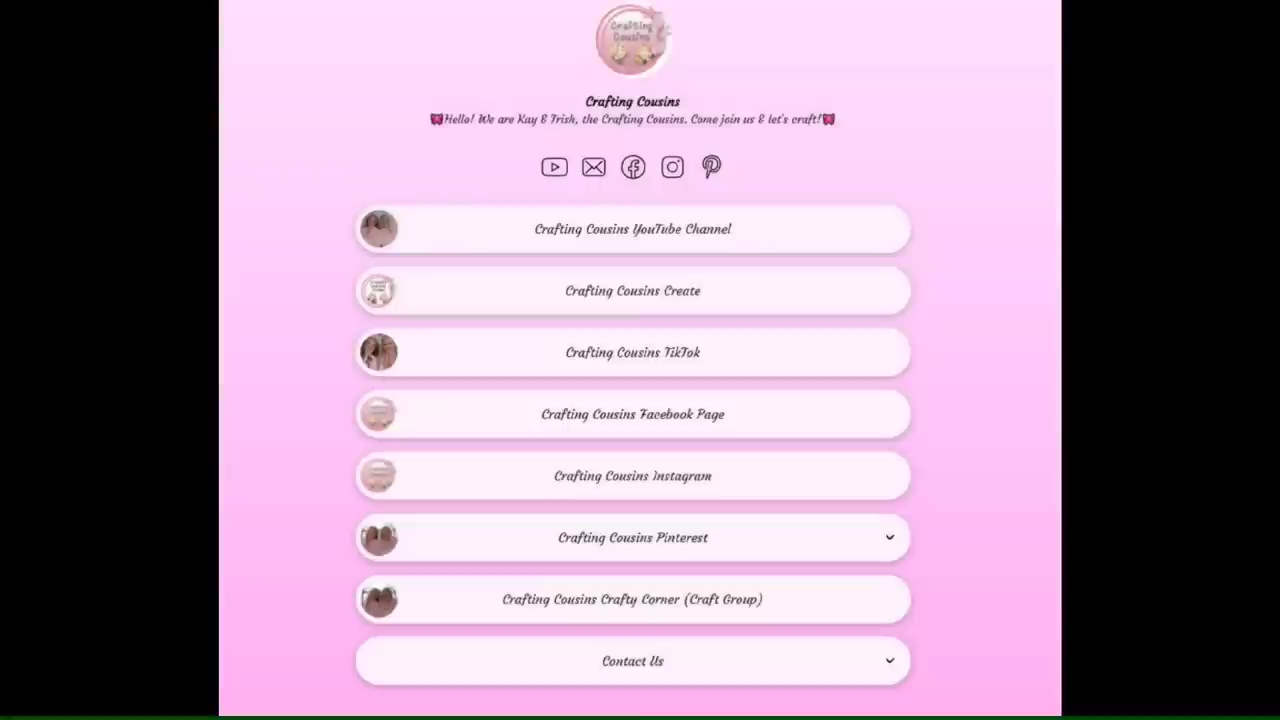 Crafting
Cousins
Crafting Cousins
Hello! We are Kay & Trish, the Crafting Cousins. Come join us & let's craft!
Crafting Cousins YouTube Channel
Crafting Cousins Create
Crafting Cousins TikTok
Crafting Cousins Facebook Page
Crafting Cousins Instagram
Crafting Cousins Pinterest
Crafting Cousins Crafty Corner (Craft Group)
Contact Us